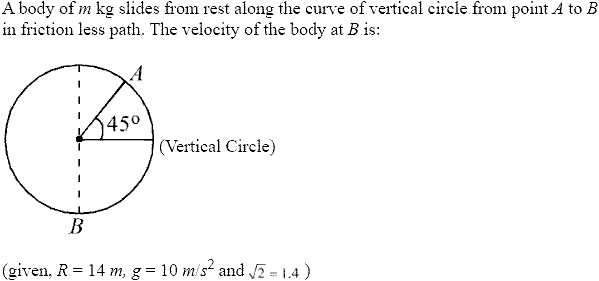 A body of m kg slides from rest along the curve of vertical circle from point A to B
in friction less path. The velocity of the body at B is:
A
45°
(Vertical Circle)
B
(given, R = 14 m, g = 10 m/s² and √2 = 1.4 )